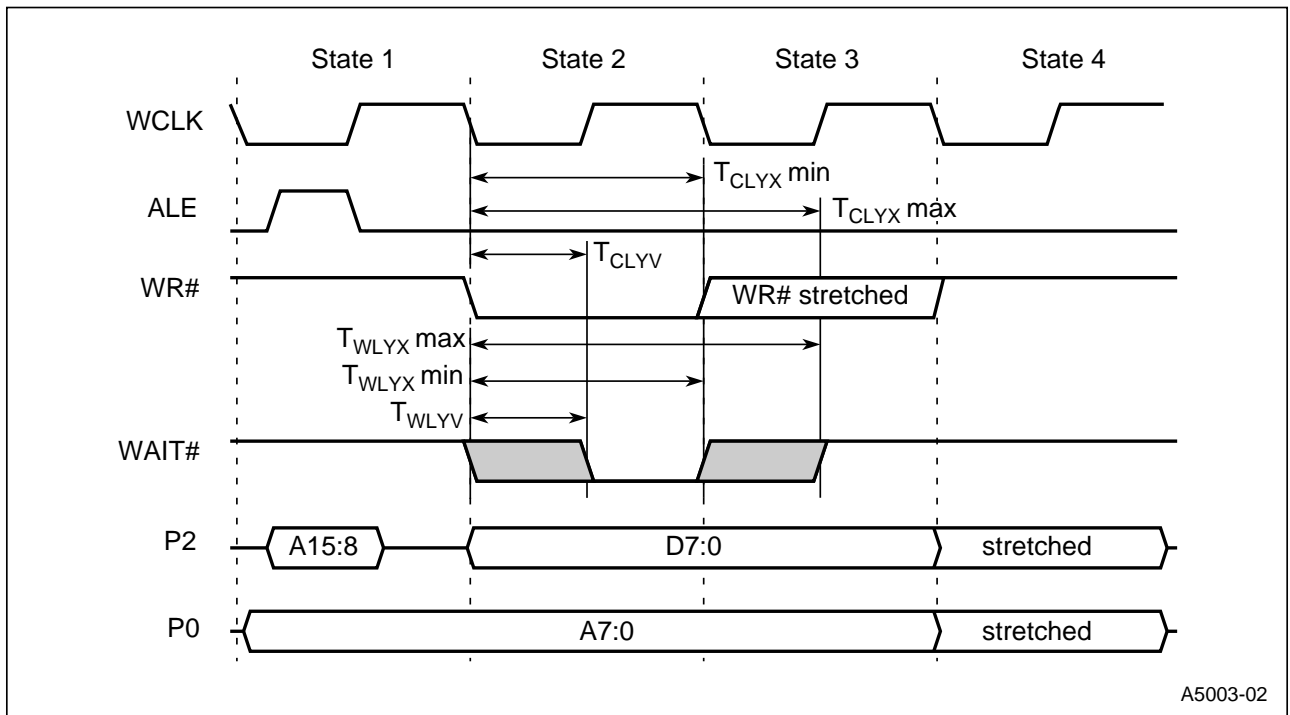 State 1 State 2 State 3 State 4
WCLK
T_CLYX min
ALE
T_CLYX max
T_CLYV
WR#
WR# stretched
T_WLYX max
T_WLYX min
T_WLYV
WAIT#
P2 A15:8 D7:0 stretched
P0 A7:0 stretched
A5003-02